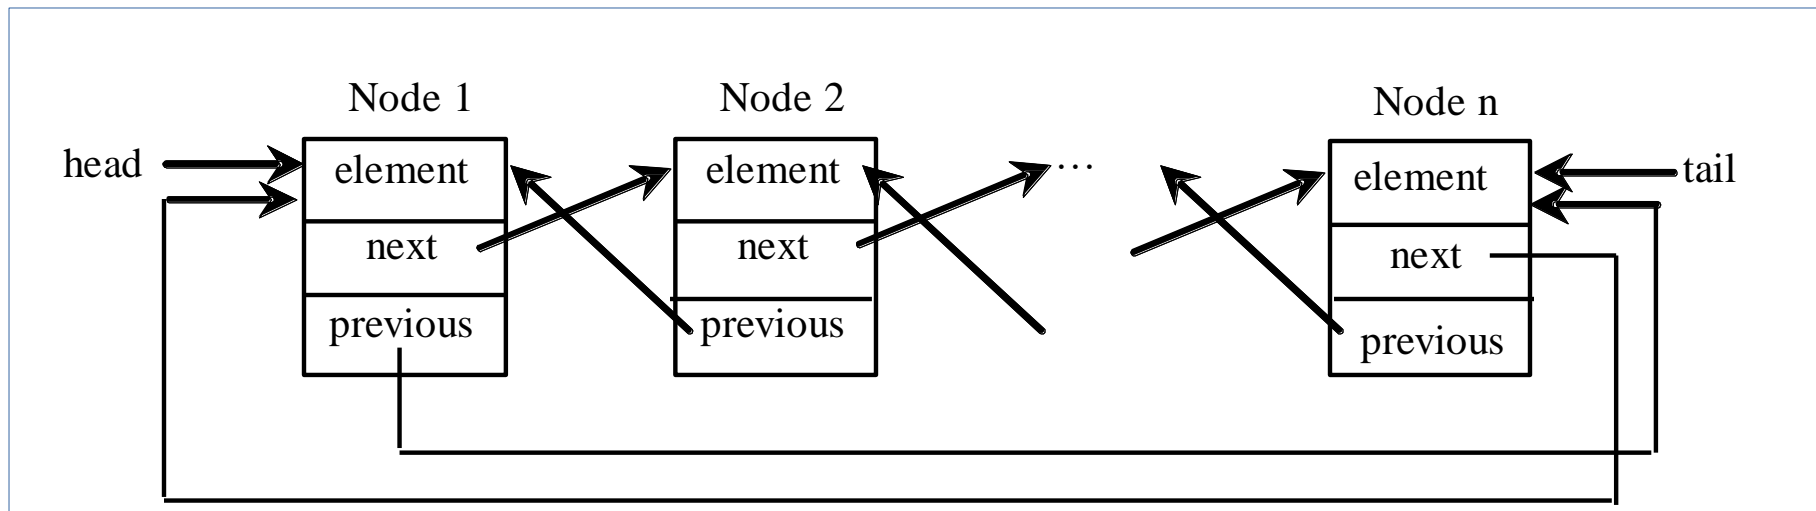 Node 1 Node 2 Node n
head element element … element tail
next next next
previous previous previous